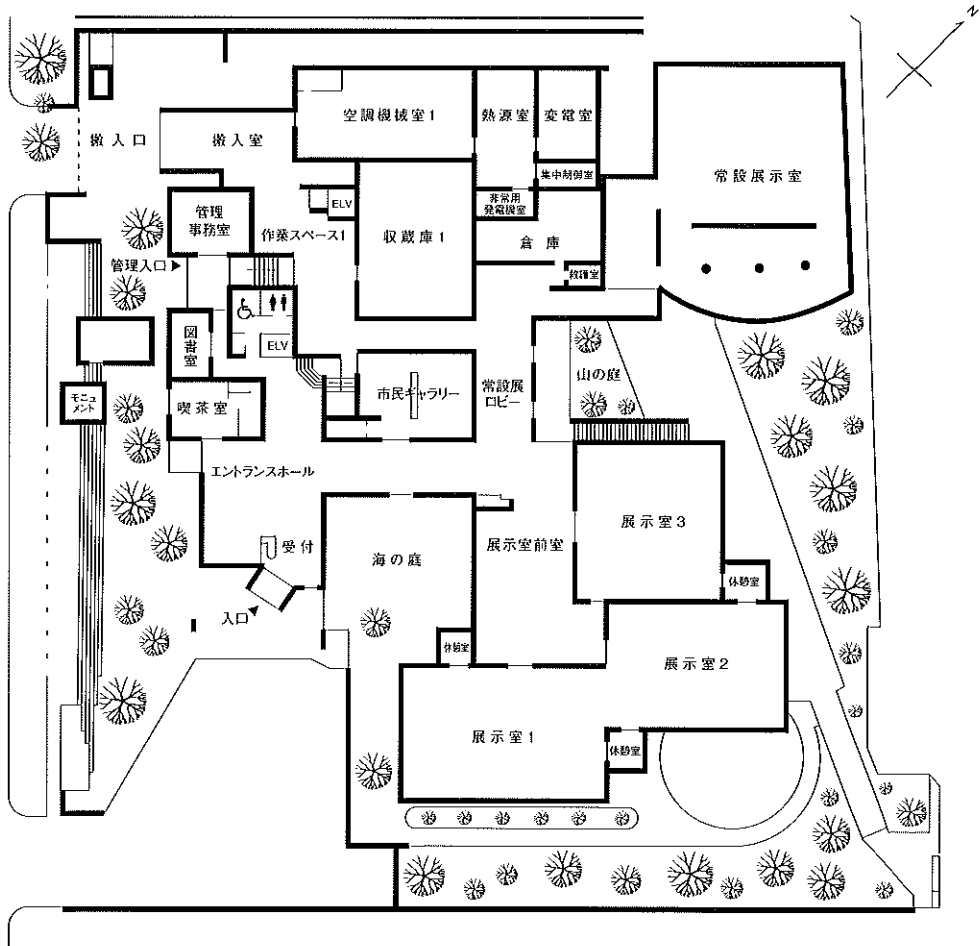 N
空調機械室1
熱源室
変電室
搬入口
搬入室
集中制御室
常設展示室
ELV
非常用
発電機室
管理
事務室
作業スペース1
収蔵庫1
倉庫
管理入口
救護室
ELV
図書室
山の庭
モニュ
メント
喫茶室
市民ギャラリー
常設展
ロビー
エントランスホール
展示室3
受付
海の庭
展示室前室
休憩室
入口
休憩室
展示室2
展示室1
休憩室